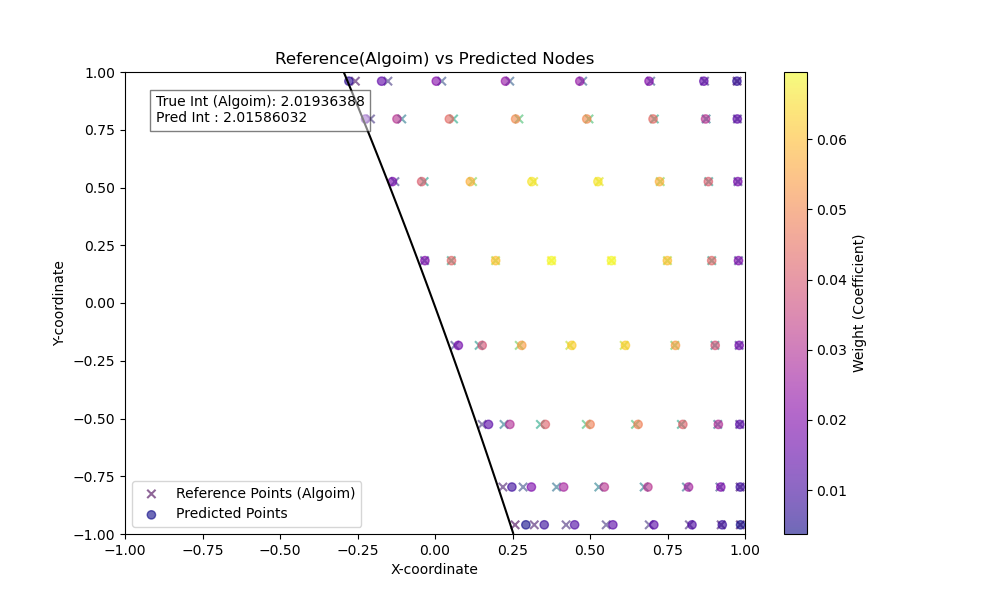 Reference(Algoim) vs Predicted Nodes
True Int (Algoim): 2.01936388
Pred Int : 2.01586032
1.00
0.75
0.50
0.25
0.00
−0.25
−0.50
−0.75
−1.00
Y-coordinate
Reference Points (Algoim)
Predicted Points
−1.00 −0.75 −0.50 −0.25 0.00 0.25 0.50 0.75 1.00
X-coordinate
0.06
0.05
0.04
0.03
0.02
0.01
Weight (Coefficient)